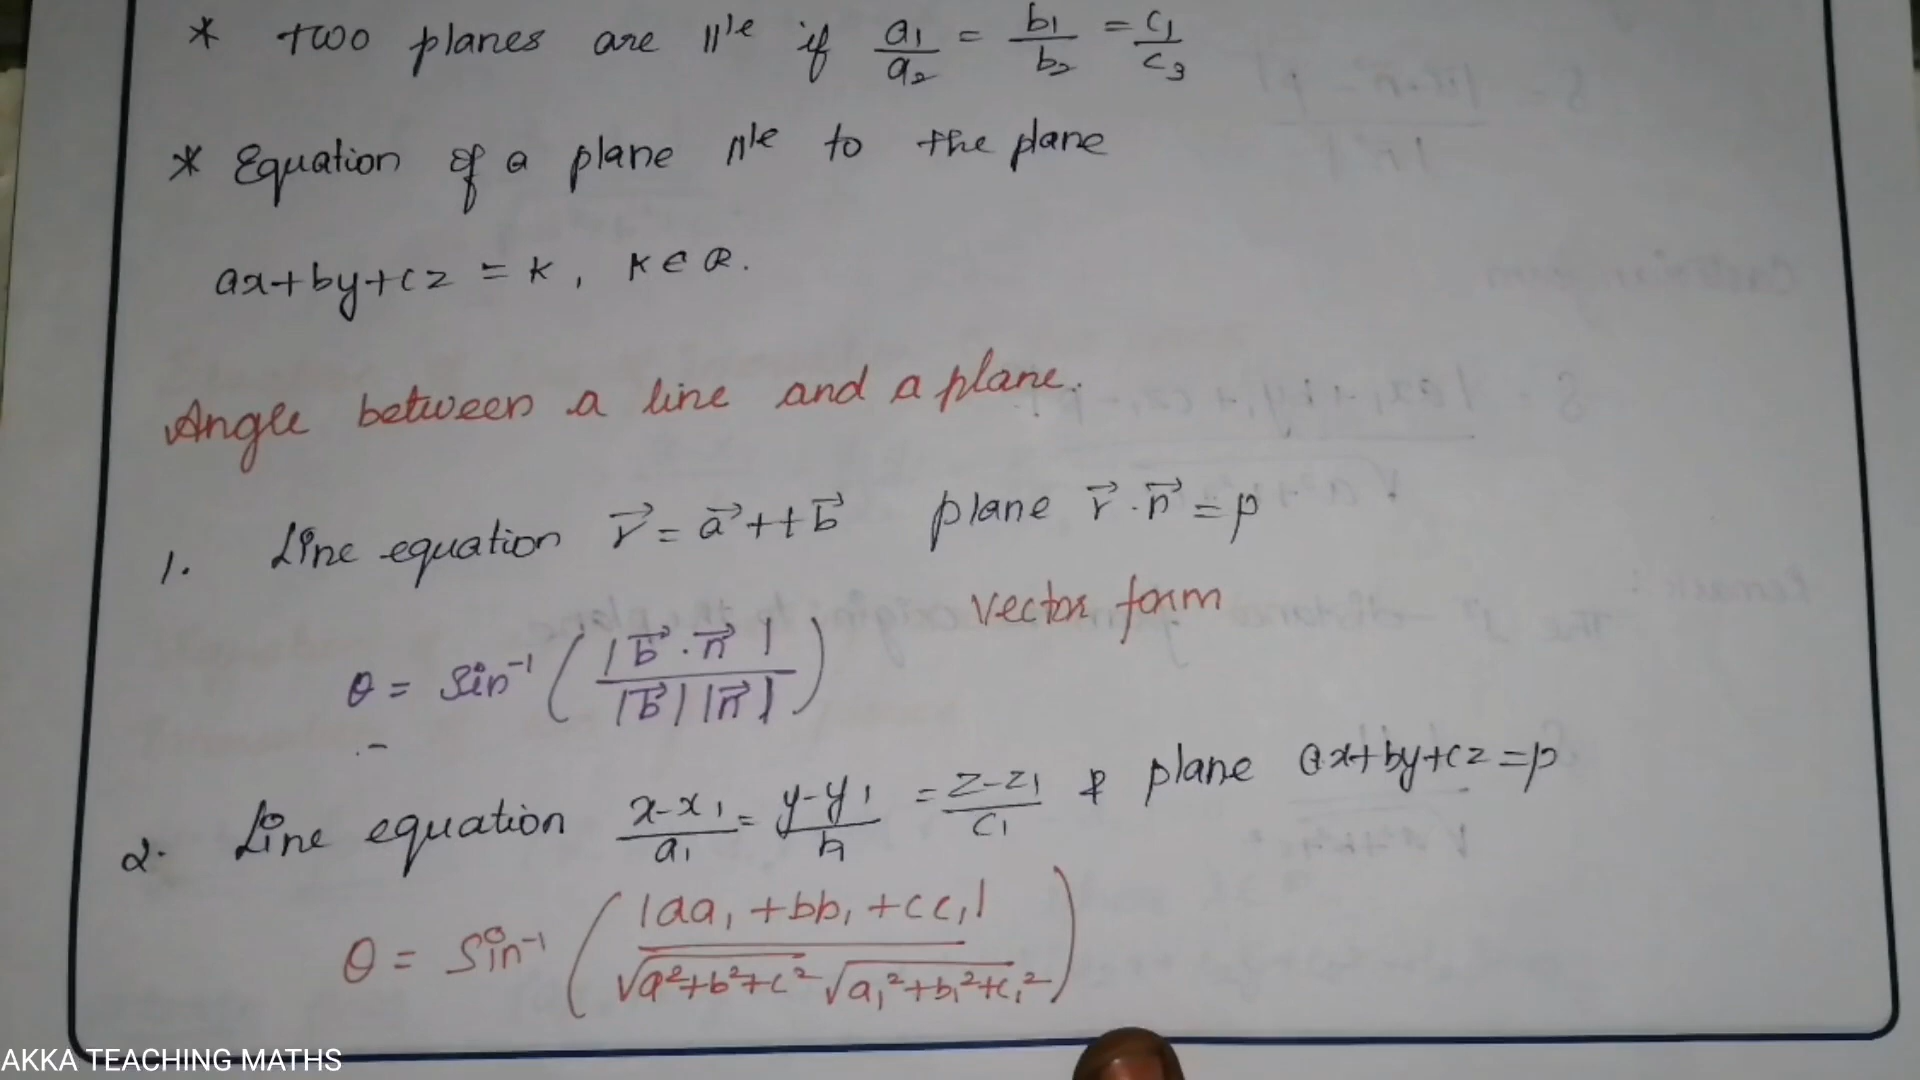 * two planes are ||le if a1/a2 = b1/b2 = c1/c3
* Equation of a plane ||le to the plane
ax+by+cz = k, k∈R.
Angle between a line and a plane.
1. Line equation r⃗ = a⃗ + t b⃗ plane r⃗ . n⃗ = p
vector form
θ = sin⁻¹ ( |b⃗ . n⃗| / |b⃗| |n⃗| )
2. Line equation x-x1/a1 = y-y1/b = z-z1/c1 & plane ax+by+cz=p
θ = sin⁻¹ ( |aa1 + bb1 + cc1| / √a²+b²+c² √a1²+b1²+c1² )
AKKA TEACHING MATHS